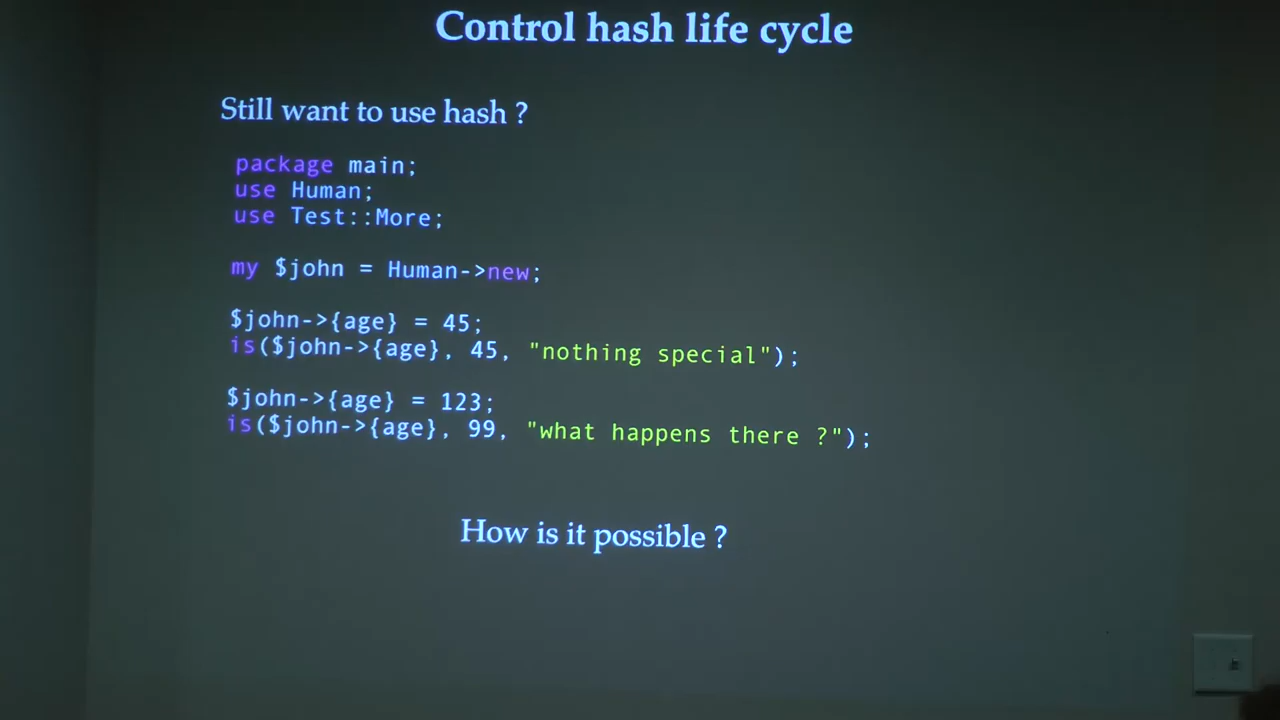 Control hash life cycle
Still want to use hash ?
package main;
use Human;
use Test::More;
my $john = Human->new;
$john->{age} = 45;
is($john->{age}, 45, "nothing special");
$john->{age} = 123;
is($john->{age}, 99, "what happens there ?");
How is it possible ?